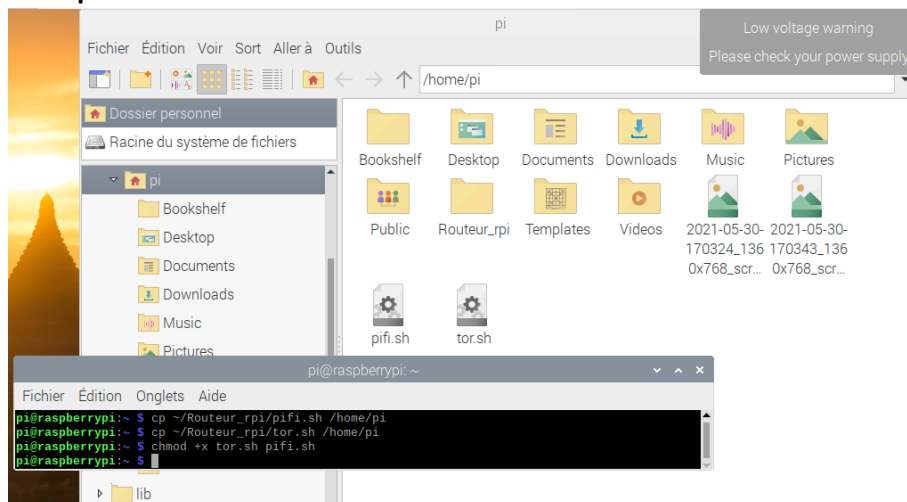 pi
Low voltage warning
Please check your power supply
Fichier Édition Voir Sort Aller à Outils
/home/pi
Dossier personnel
Racine du système de fichiers
pi
Bookshelf
Desktop
Documents
Downloads
Music
Pictures
Bookshelf Desktop Documents Downloads Music Pictures
Public Routeur_rpi Templates Videos 2021-05-30- 2021-05-30-
170324_136 170343_136
0x768_scr... 0x768_scr...
pifi.sh tor.sh
pi@raspberrypi: ~
Fichier Édition Onglets Aide
pi@raspberrypi:~ $ cp ~/Routeur_rpi/pifi.sh /home/pi
pi@raspberrypi:~ $ cp ~/Routeur_rpi/tor.sh /home/pi
pi@raspberrypi:~ $ chmod +x tor.sh pifi.sh
pi@raspberrypi:~ $
lib